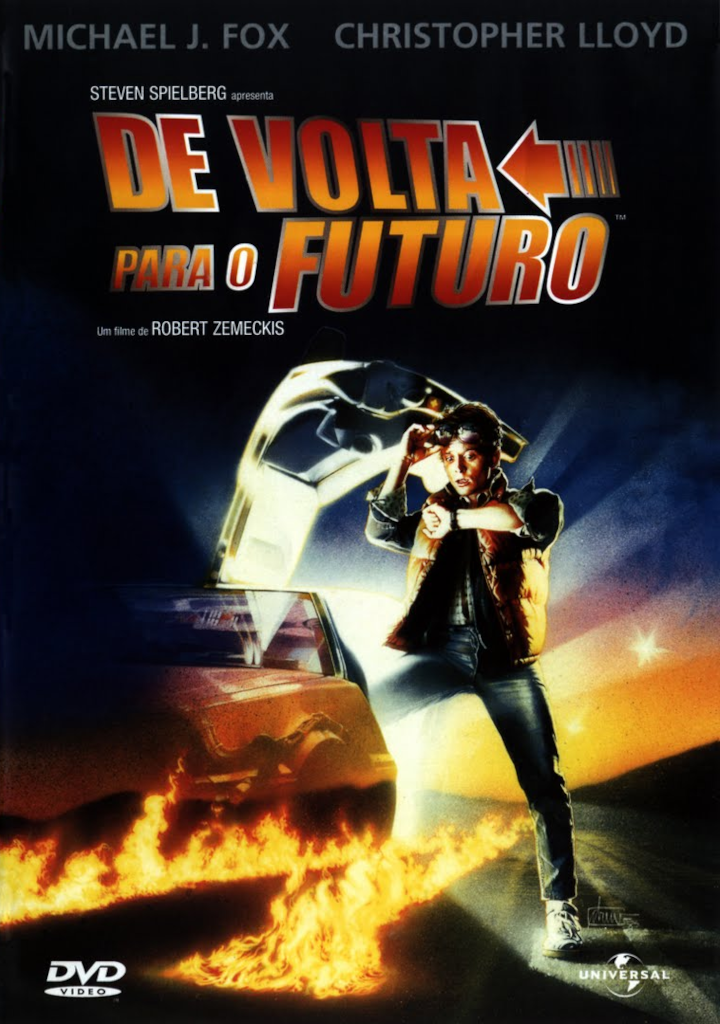 MICHAEL J. FOX CHRISTOPHER LLOYD
STEVEN SPIELBERG apresenta
DE VOLTA
PARA O FUTURO
TM
Um filme de ROBERT ZEMECKIS
DVD
VIDEO
UNIVERSAL